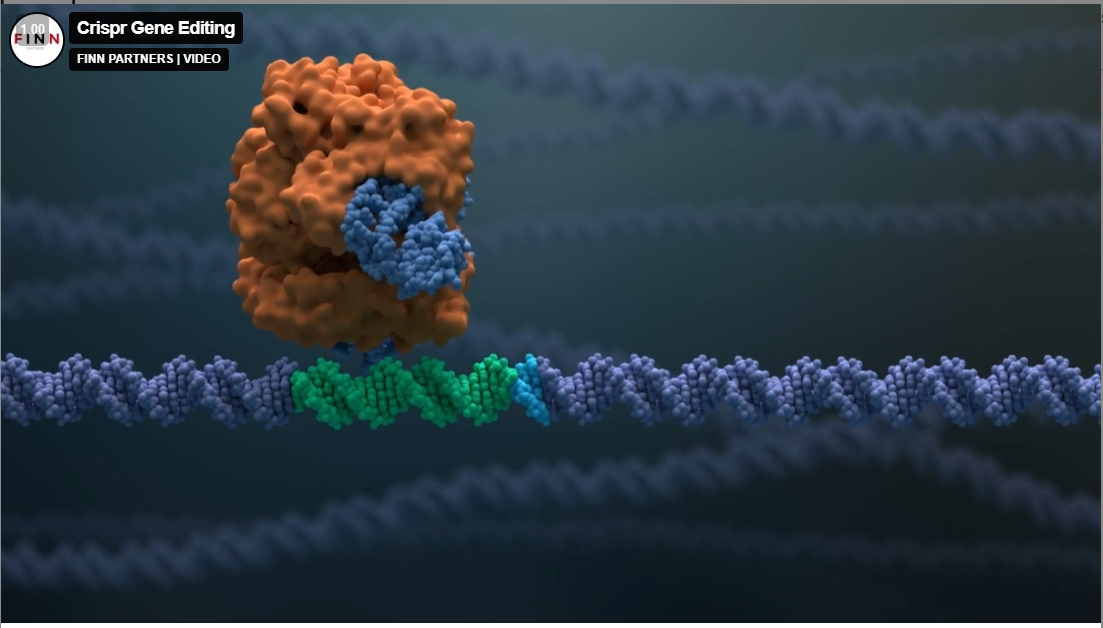 1.00
FINN
Crispr Gene Editing
FINN PARTNERS | VIDEO